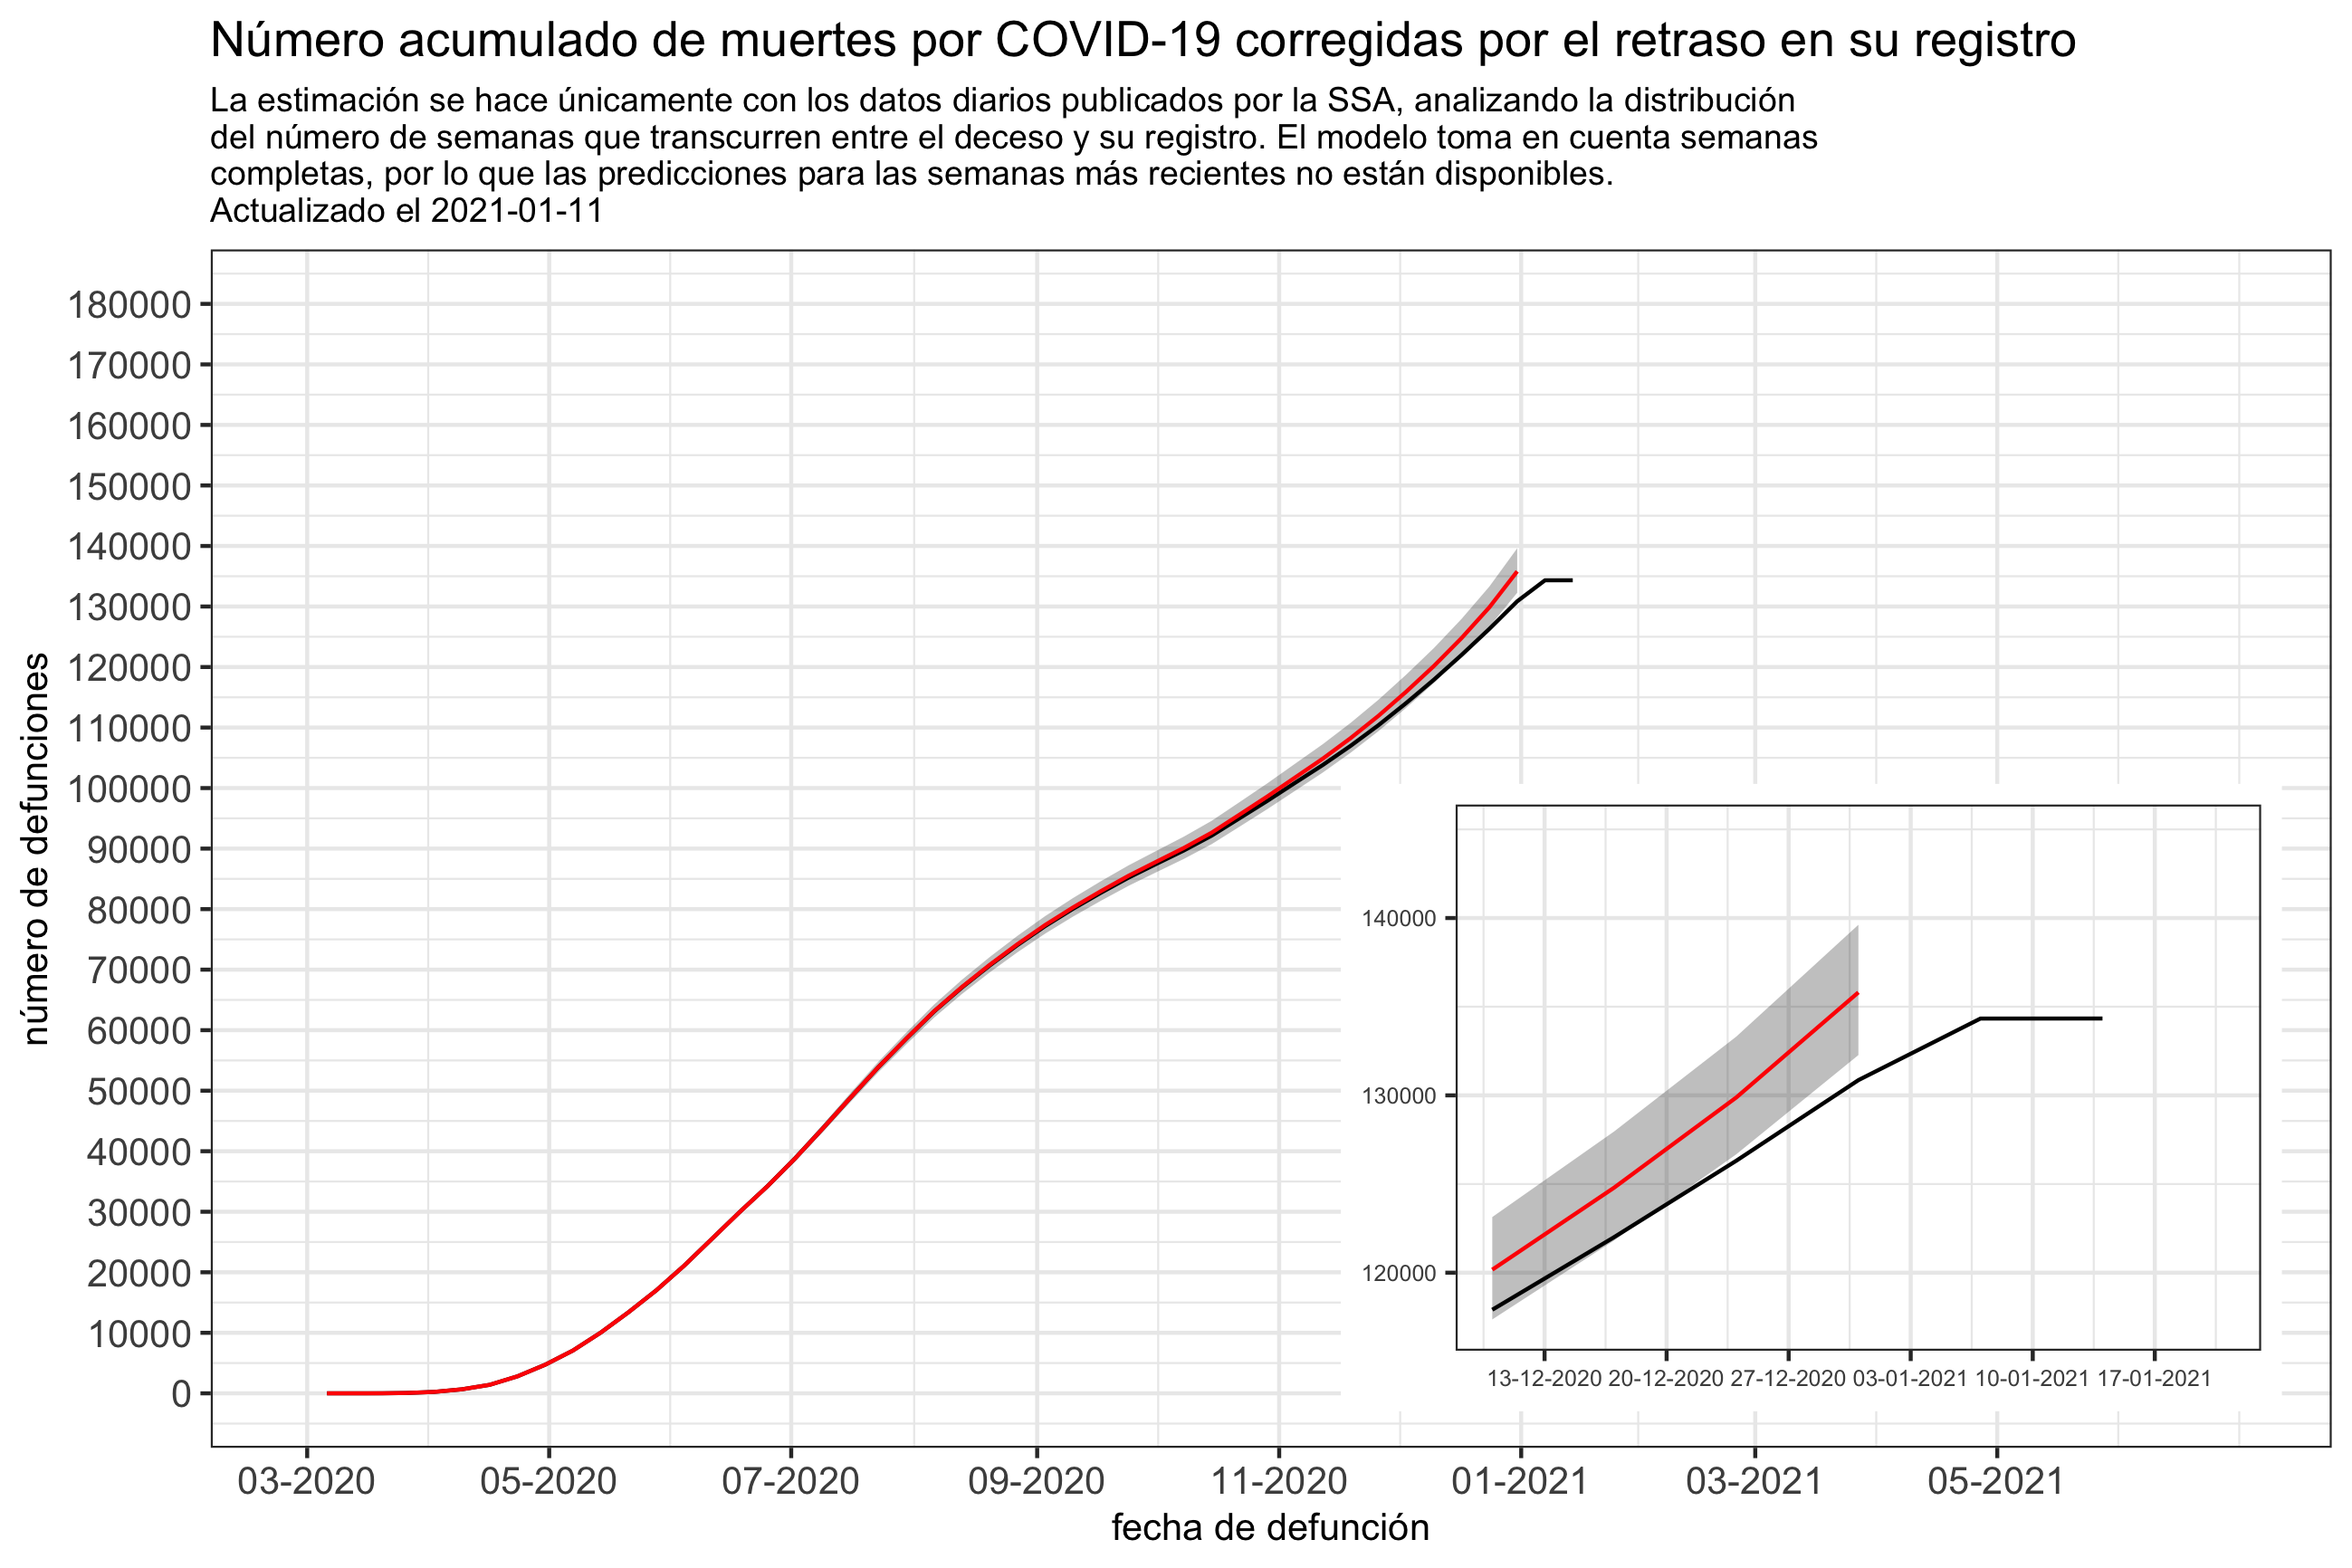 Número acumulado de muertes por COVID-19 corregidas por el retraso en su registro
La estimación se hace únicamente con los datos diarios publicados por la SSA, analizando la distribución
del número de semanas que transcurren entre el deceso y su registro. El modelo toma en cuenta semanas
completas, por lo que las predicciones para las semanas más recientes no están disponibles.
Actualizado el 2021-01-11
número de defunciones
180000
170000
160000
150000
140000
130000
120000
110000
100000
90000
80000
70000
60000
50000
40000
30000
20000
10000
0
140000
130000
120000
13-12-2020 20-12-2020 27-12-2020 03-01-2021 10-01-2021 17-01-2021
03-2020 05-2020 07-2020 09-2020 11-2020 01-2021 03-2021 05-2021
fecha de defunción